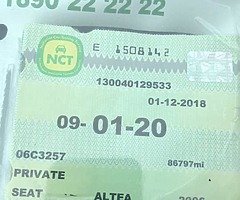 1890 22 22 22
E 1508142
NCT
130040129533
01-12-2018
09-01-20
06C3257
86797mi
PRIVATE
SEAT ALTEA